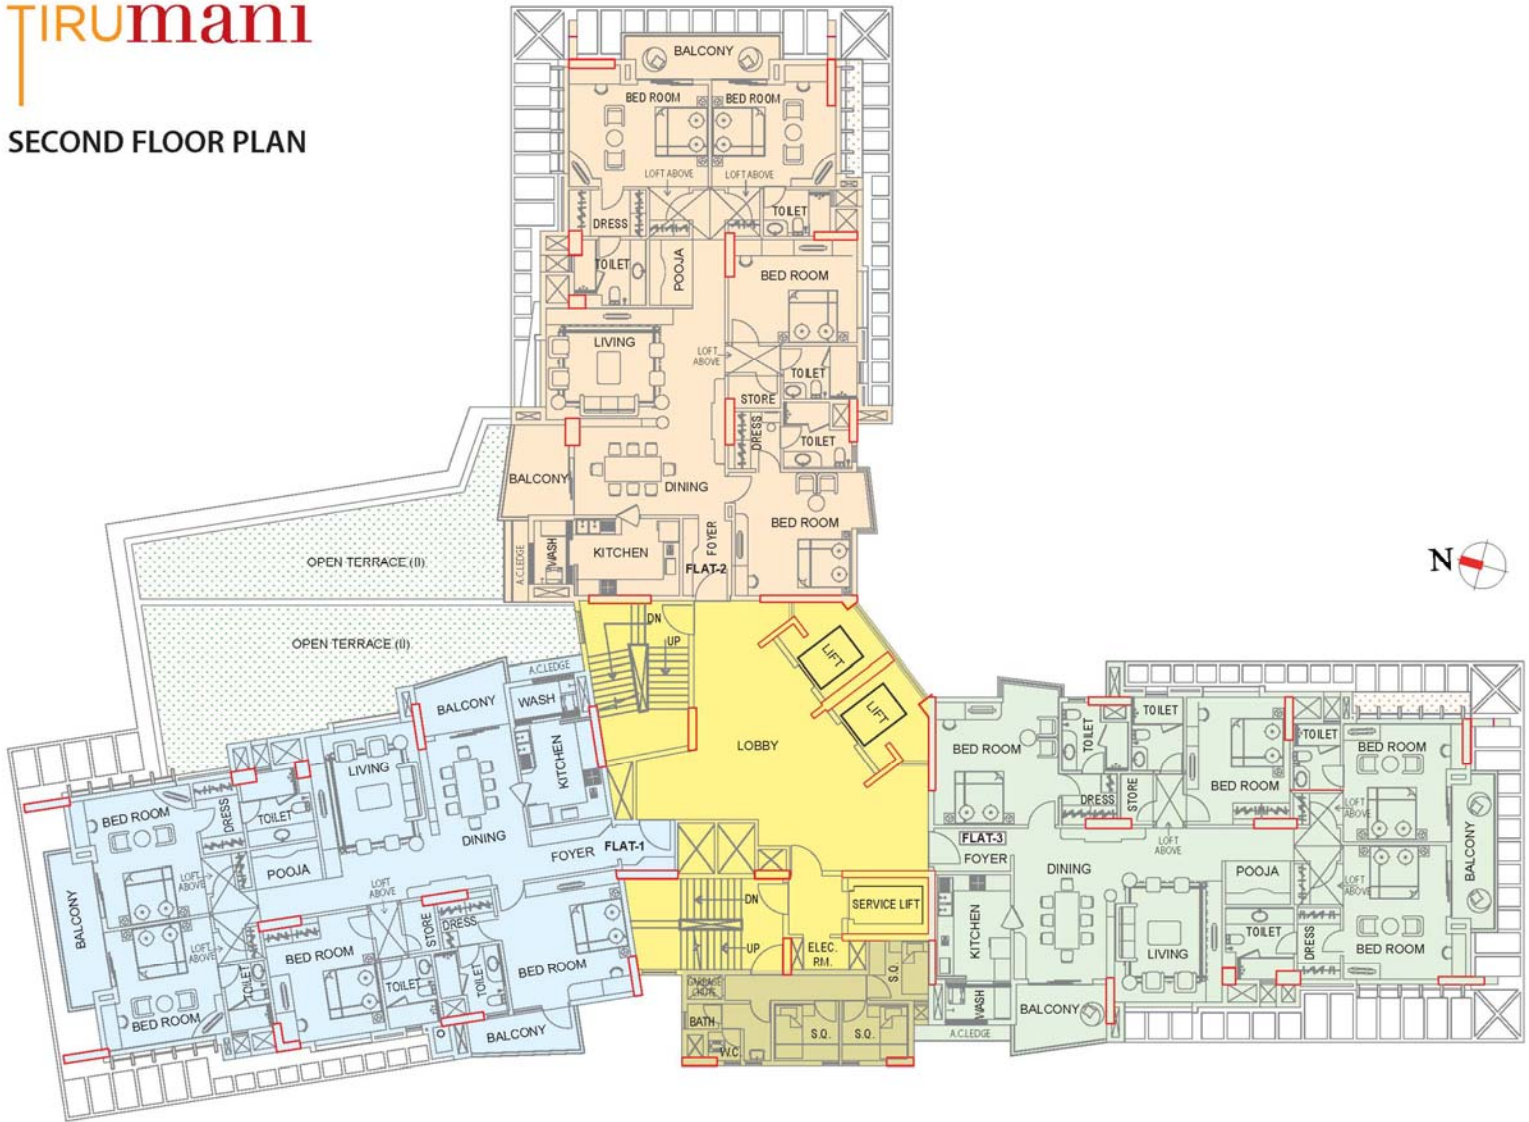 TIRUmani
SECOND FLOOR PLAN
BALCONY
BED ROOM
BED ROOM
LOFT ABOVE
LOFT ABOVE
DRESS
TOILET
TOILET
POOJA
BED ROOM
LIVING
LOFT
ABOVE
TOILET
STORE
DRESS
TOILET
BALCONY
DINING
BED ROOM
A.C.LEDGE
WASH
KITCHEN
FOYER
FLAT-2
OPEN TERRACE (II)
OPEN TERRACE (II)
N
DN
UP
LIFT
LIFT
LOBBY
A.C.LEDGE
BALCONY
WASH
KITCHEN
LIVING
DINING
BED ROOM
DRESS
TOILET
FOYER
FLAT-1
POOJA
LOFT
ABOVE
LOFT
ABOVE
BALCONY
STORE
DRESS
LOFT
ABOVE
BED ROOM
TOILET
TOILET
TOILET
BED ROOM
BED ROOM
BALCONY
DN
UP
SERVICE LIFT
ELEC.
RM.
GARBAGE
CHUTE
S.Q.
BATH
W.C
S.Q.
S.Q.
BED ROOM
TOILET
TOILET
DRESS
STORE
BED ROOM
TOILET
BED ROOM
LOFT
ABOVE
LOFT
ABOVE
FLAT-3
FOYER
DINING
POOJA
LOFT
ABOVE
BALCONY
KITCHEN
LIVING
TOILET
DRESS
BED ROOM
WASH
BALCONY
A.C.LEDGE